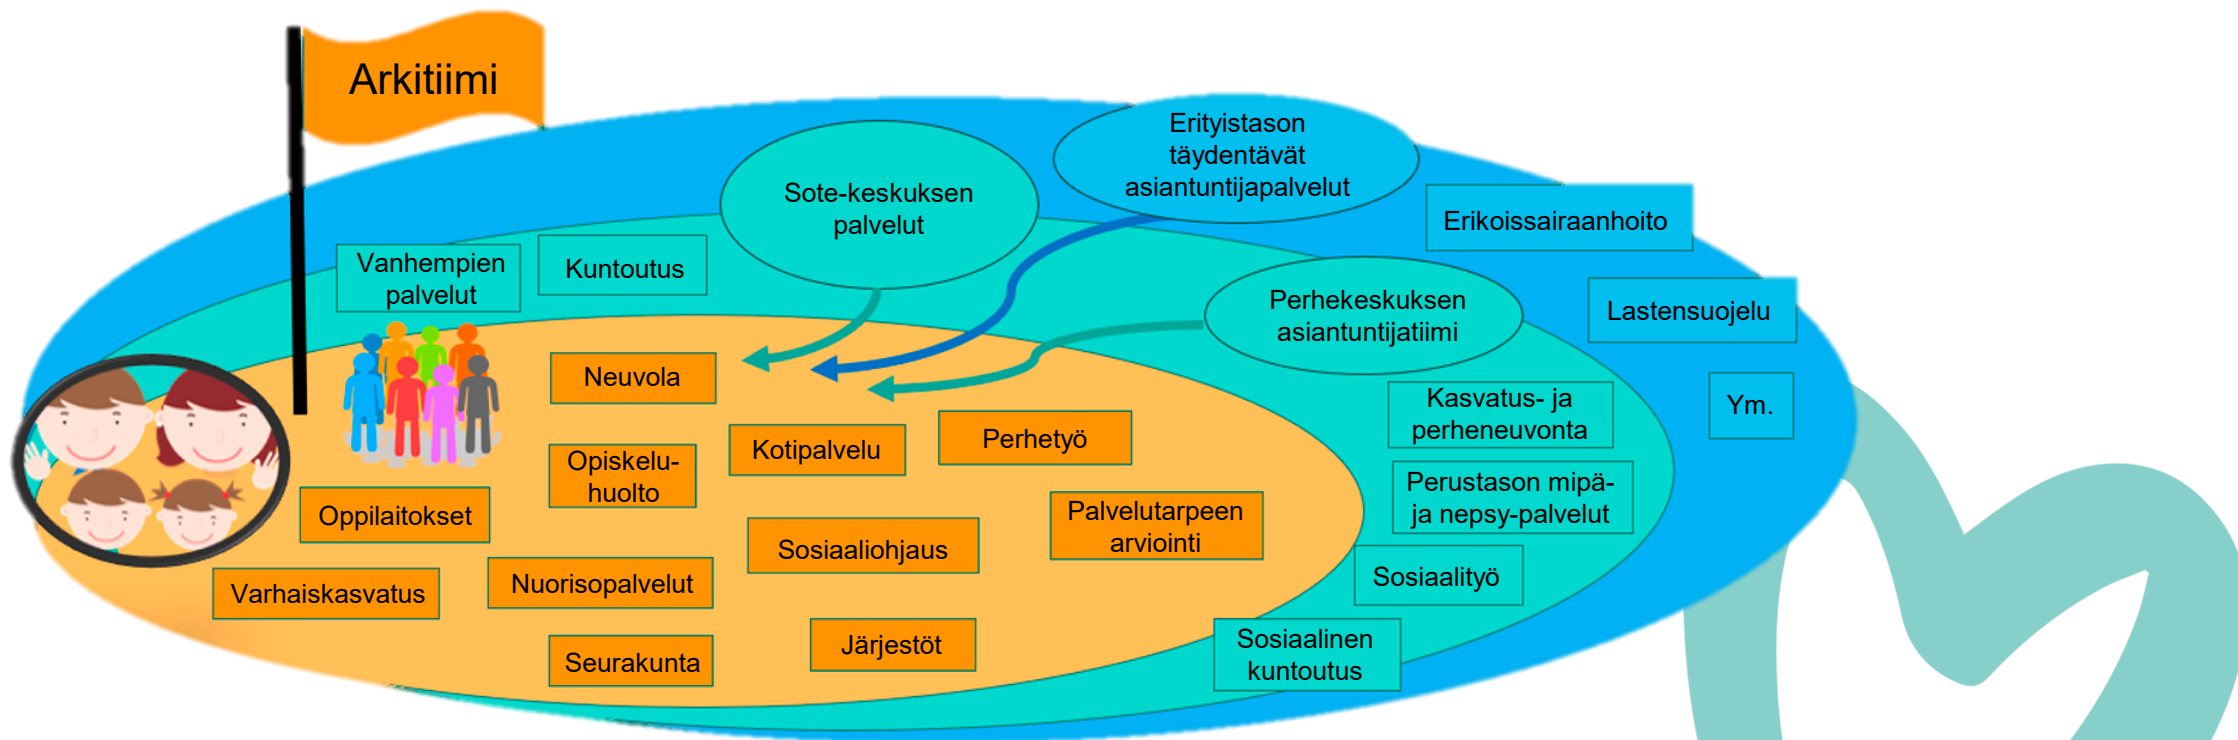 Arkitiimi
Erityistason
täydentävät
asiantuntijapalvelut
Sote-keskuksen
palvelut
Erikoissairaanhoito
Vanhempien
palvelut
Kuntoutus
Perhekeskuksen
asiantuntijatiimi
Lastensuojelu
Neuvola
Kasvatus- ja
perheneuvonta
Ym.
Kotipalvelu
Perhetyö
Opiskelu-
huolto
Perustason mipä-
ja nepsy-palvelut
Oppilaitokset
Palvelutarpeen
arviointi
Sosiaaliohjaus
Sosiaalityö
Varhaiskasvatus
Nuorisopalvelut
Järjestöt
Sosiaalinen
kuntoutus
Seurakunta